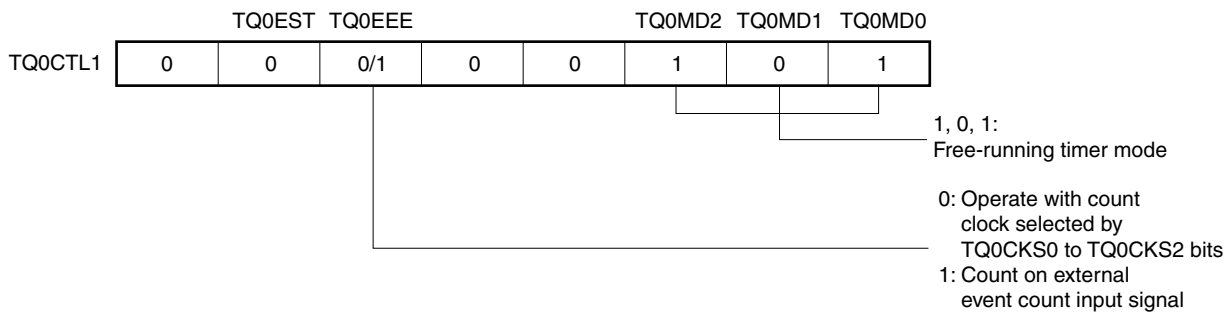 TQ0EST TQ0EEE TQ0MD2 TQ0MD1 TQ0MD0
TQ0CTL1 0 0 0/1 0 0 1 0 1
1, 0, 1:
Free-running timer mode
0: Operate with count
clock selected by
TQ0CKS0 to TQ0CKS2 bits
1: Count on external
event count input signal